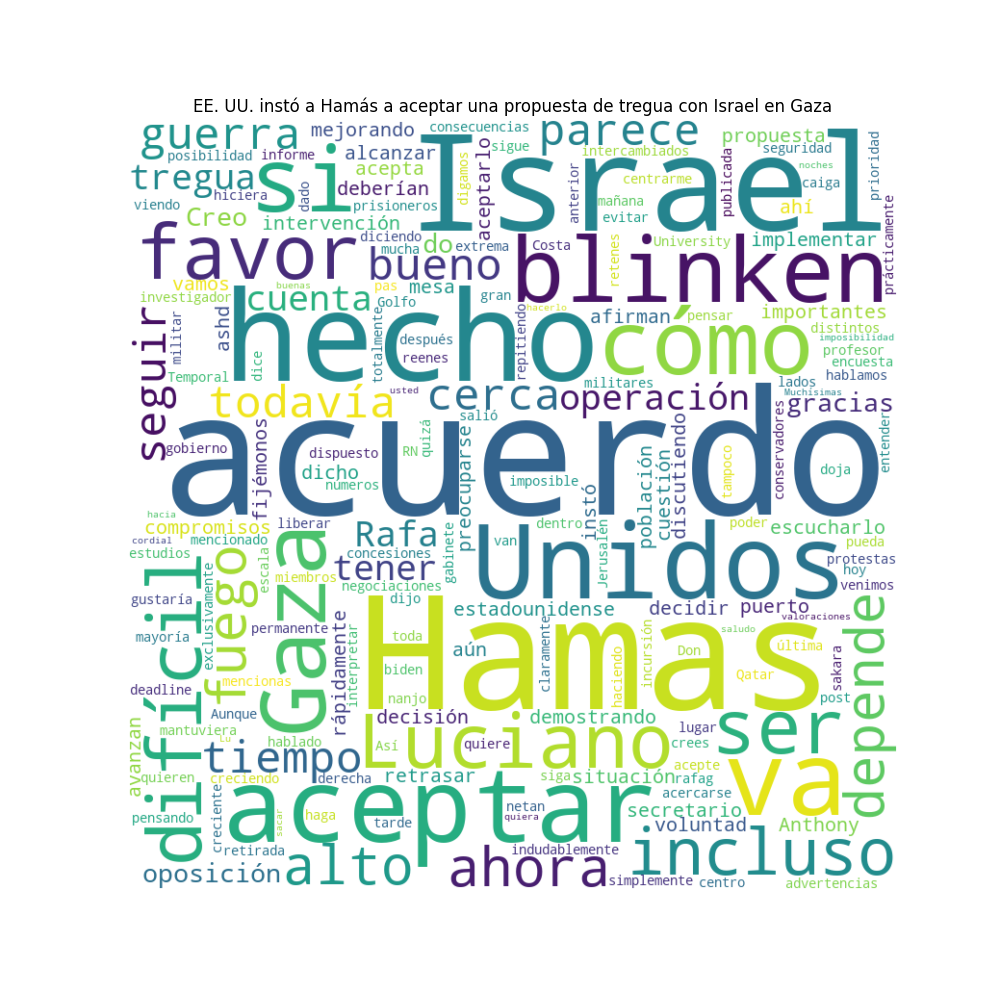 EE. UU. instó a Hamás a aceptar una propuesta de tregua con Israel en Gaza
guerra
mejorando
consecuencias
sigue
parece
propuesta
posibilidad
informe
alcanzar
aceptarlo
digamos
Israel
intercambiados
seguridad
noches
prioridad
tregua
si
acepta
deberían
centrarme
anterior
publicada
caiga
viendo
hiciera
dado
prisioneros
mañana
evitar
ahí
prácticamente
Creo
intervención
favor
diciendo
mucha
do
extrema
bueno
Costa
blinken
retenes
University
implementar
vamos
buenas
cuenta
pas
mesa
Golfo
gran
hacerlo
afirman
pensar
importantes
investigador
seguir
militar
ashd
hecho
totalmente
después
reenes
repitiendo
cómo
distintos
imposibilidad
profesor
encuesta
hablamos
Temporal
dice
usted
militares
lados
Muchísimas
todavía
cerca
operación
gracias
salió
gobierno
fijémonos
acuerdo
dispuesto
dicho
números
RN
quizá
preocuparse
imposible
instó
población
cuestión
discutiendo
tampoco
conservadores
doja
entender
hacia
compromisos
cordial
mencionado
estudios
liberar
Rafa
concesiones
gabinete
van
dentro
Jerusalén
poder
escucharlo
pueda
protestas
hoy
venimos
difícil
fuego
escala
miembros
Gaza
tener
negociaciones
Unidos
gustaría
exclusivamente
dijo
estadounidense
decidir
puerto
valoraciones
depende
mayoría
permanente
rápidamente
interpretar
toda
Hamas
aún
claramente
haciendo
incursión
Don
saludo
última
sakara
mencionas
biden
Qatar
deadline
nanjo
post
Aunque
decisión
demostrando
lugar
ser
avanzan
mantuviera
Lu
hablado
Así
Luciano
quiere
crees
tiempo
quieren
creciendo
derecha
retrasar
siga
situación
rafag
acepte
acercarse
va
pensando
creciente
sacar
haga
aceptar
tarde
netan
quiera
secretario
voluntad
Anthony
retirada
indudablemente
incluso
oposición
alto
ahora
simplemente
centro
advertencias